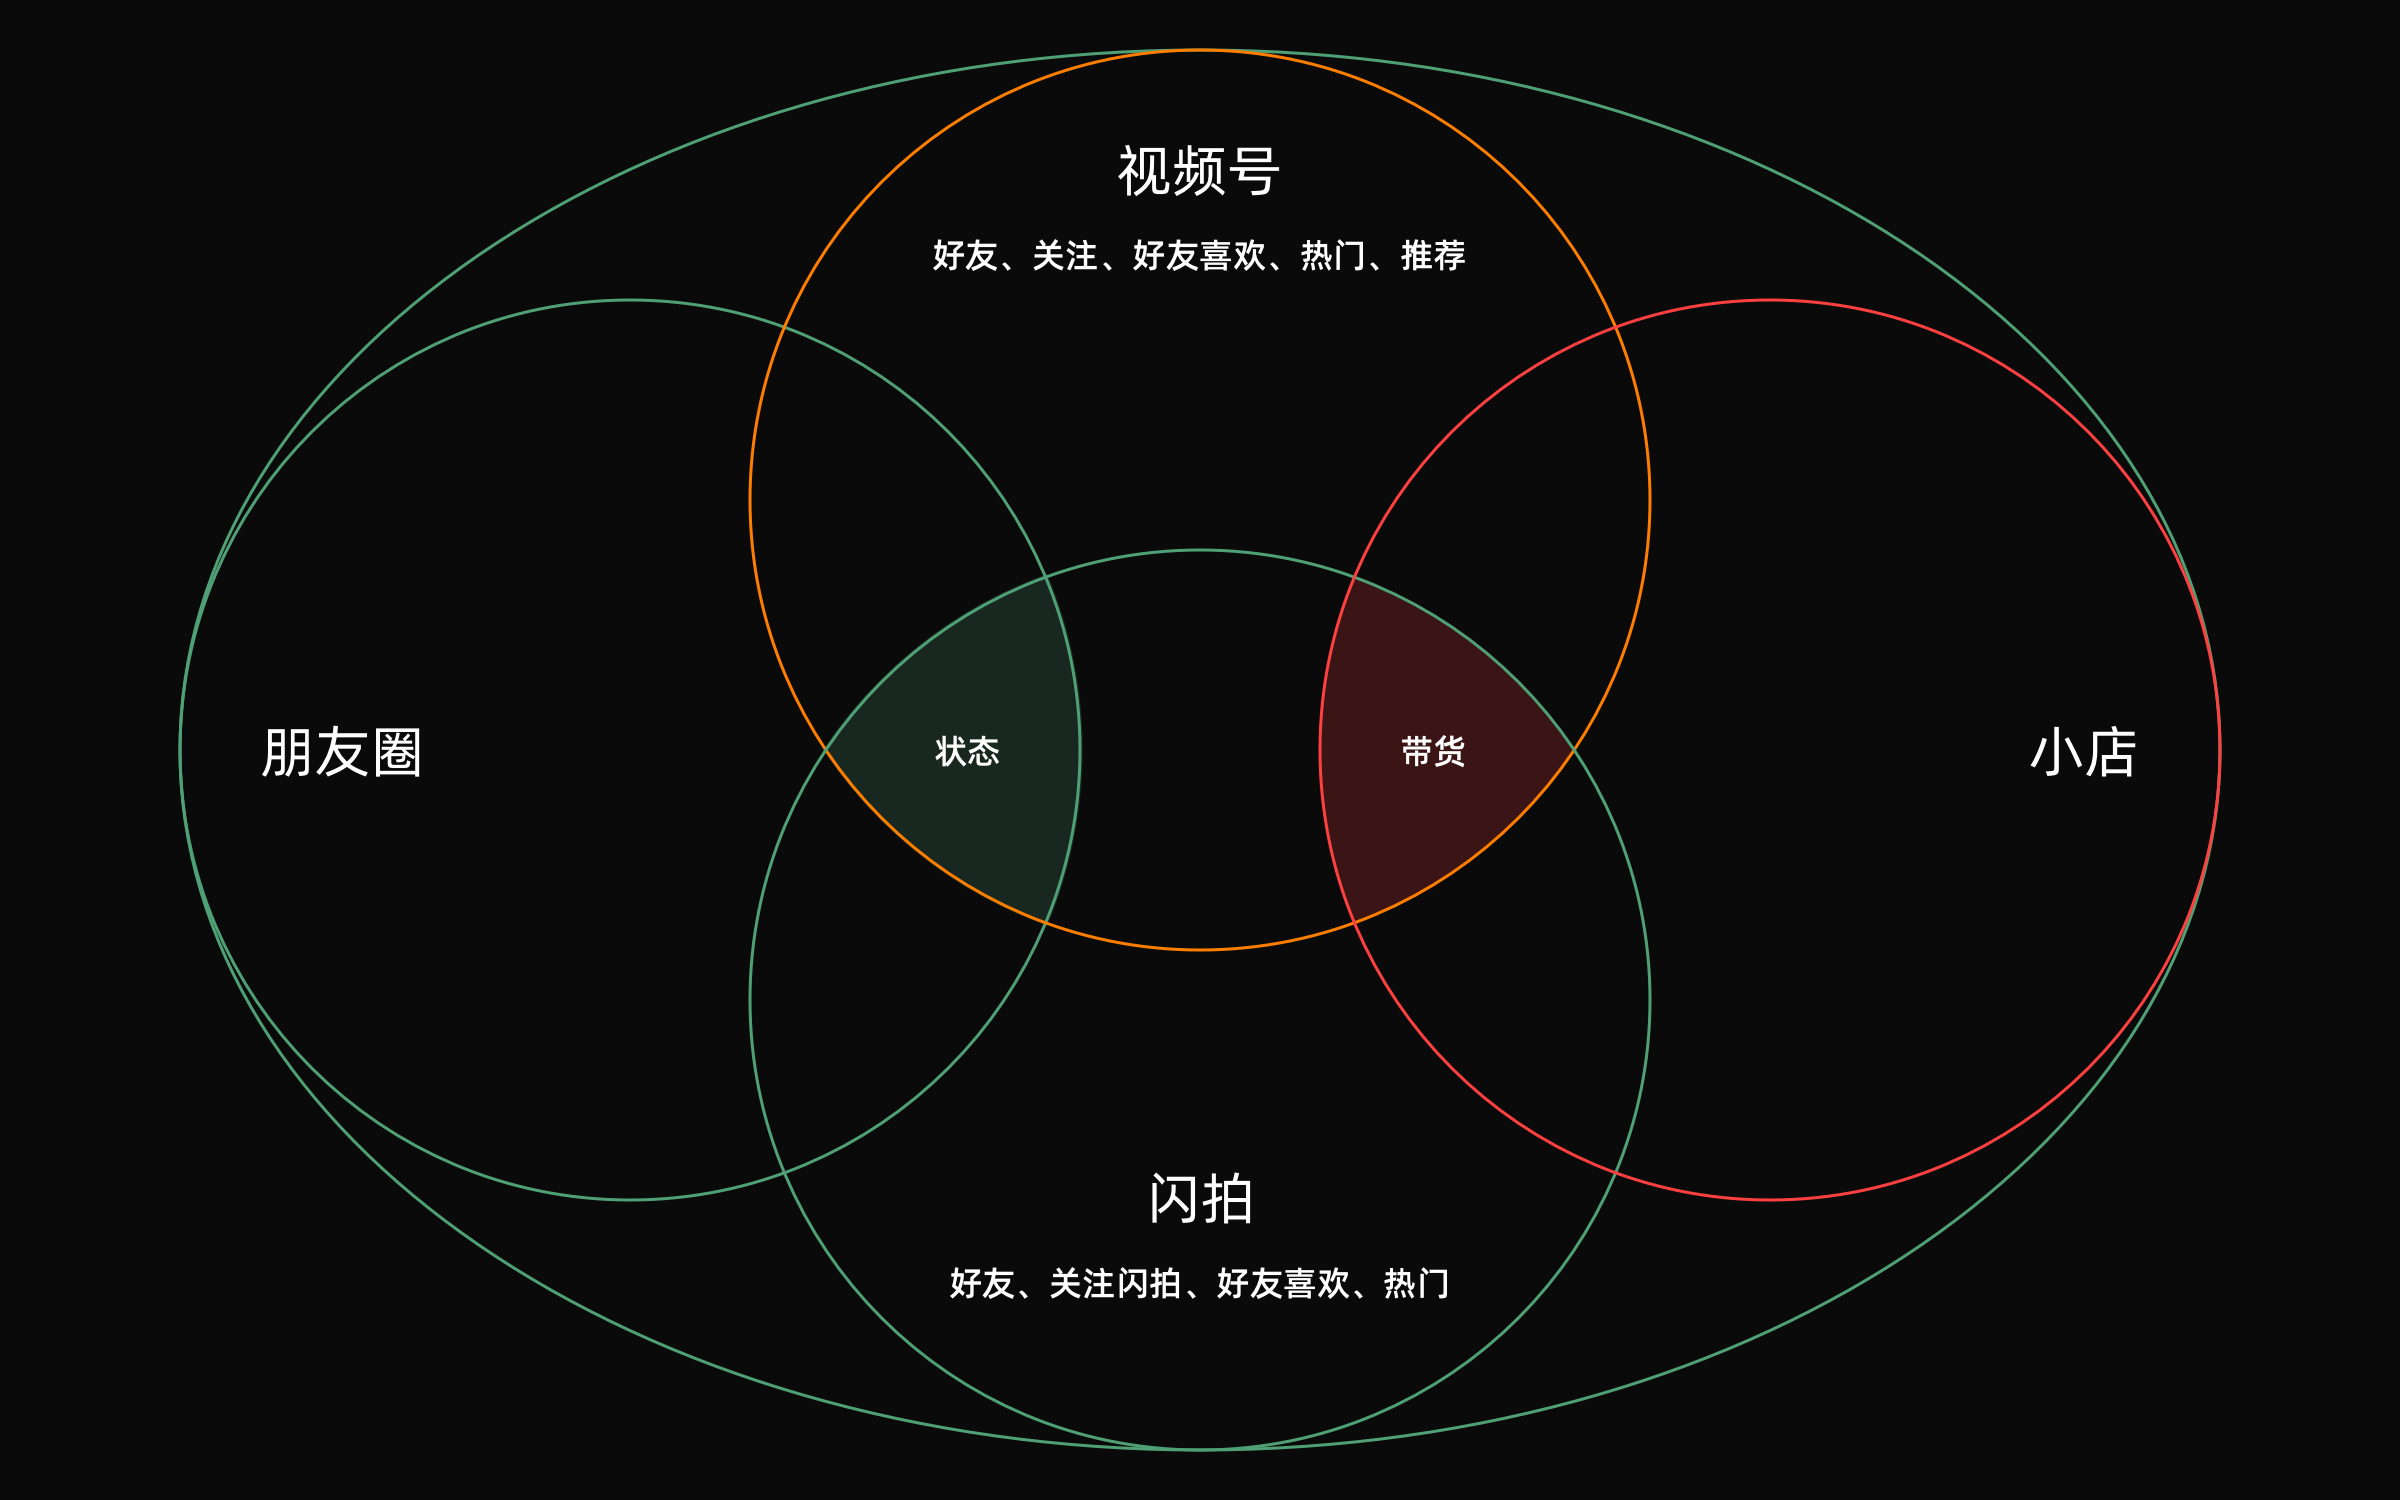 视频号
好友、关注、好友喜欢、热门、推荐
朋友圈
状态
带货
小店
闪拍
好友、关注闪拍、好友喜欢、热门